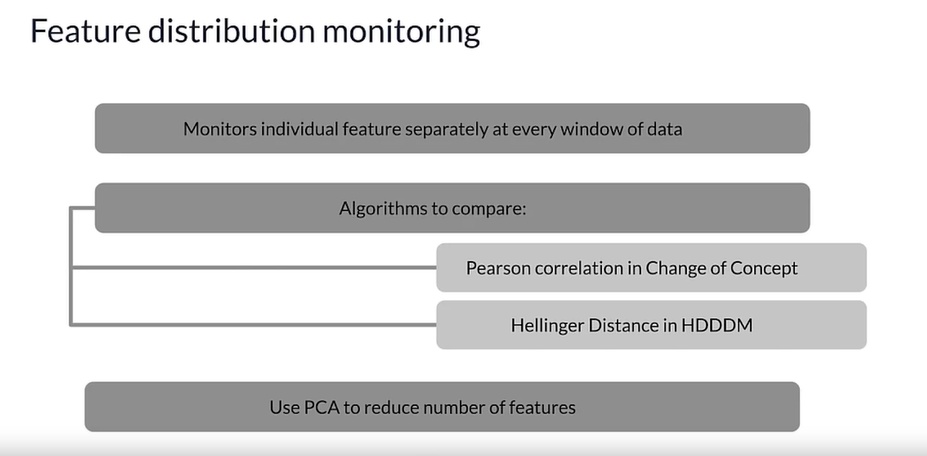 Feature distribution monitoring
Monitors individual feature separately at every window of data
Algorithms to compare:
Pearson correlation in Change of Concept
Hellinger Distance in HDDDM
Use PCA to reduce number of features